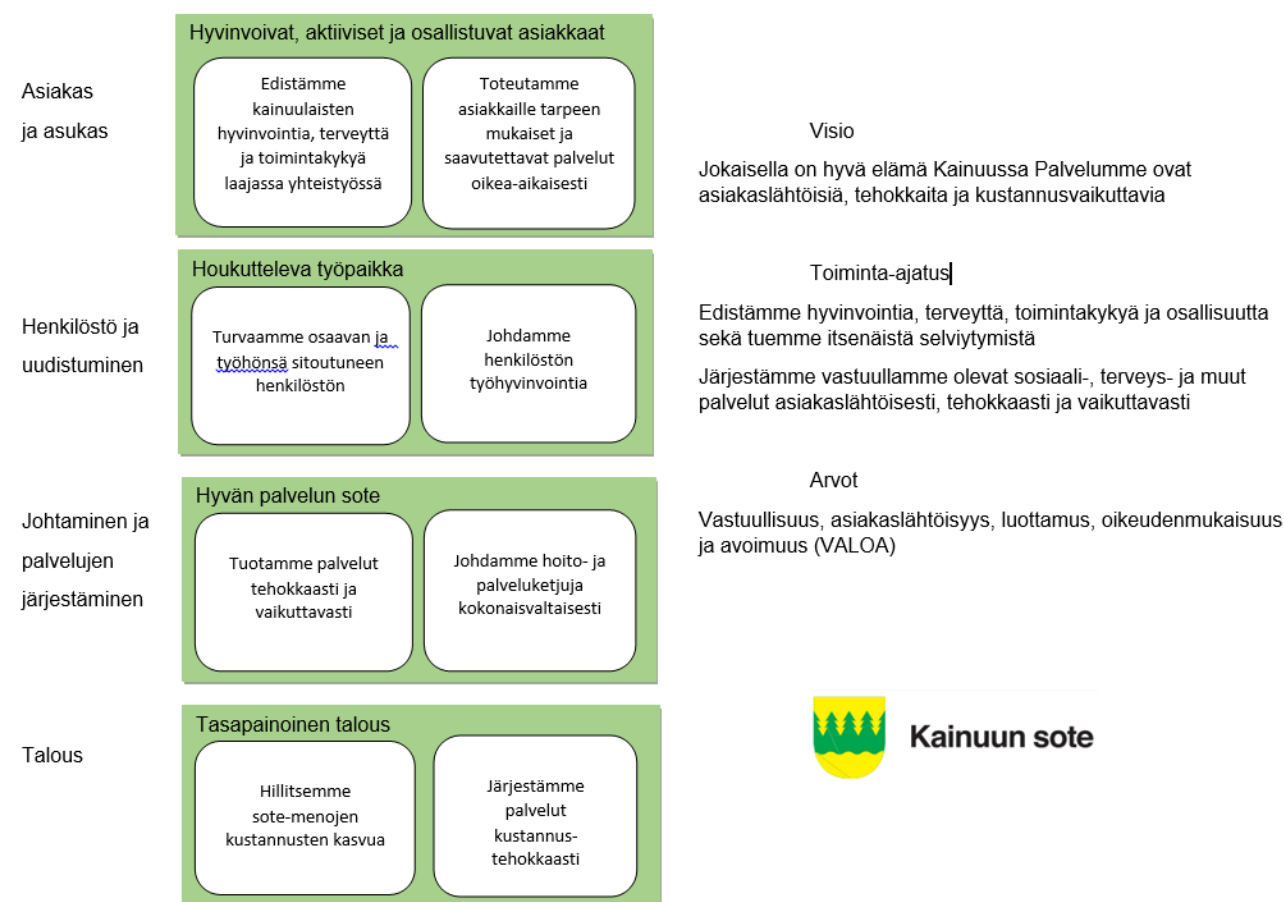 Hyvinvoivat, aktiiviset ja osallistuvat asiakkaat
Asiakas
ja asukas
Edistämme
kainuulaisten
hyvinvointia, terveyttä
ja toimintakykyä
laajassa yhteistyössä
Toteutamme
asiakkaille tarpeen
mukaiset ja
saavutettavat palvelut
oikea-aikaisesti
Houkutteleva työpaikka
Henkilöstö ja
uudistuminen
Turvaamme osaavan ja
työhönsä sitoutuneen
henkilöstön
Johdamme
henkilöstön
työhyvinvointia
Hyvän palvelun sote
Johtaminen ja
palvelujen
järjestäminen
Tuotamme palvelut
tehokkaasti ja
vaikuttavasti
Johdamme hoito- ja
palveluketjuja
kokonaisvaltaisesti
Tasapainoinen talous
Talous
Hillitsemme
sote-menojen
kustannusten kasvua
Järjestämme
palvelut
kustannus-
tehokkaasti
Visio
Jokaisella on hyvä elämä Kainuussa Palvelumme ovat
asiakaslähtöisiä, tehokkaita ja kustannusvaikuttavia
Toiminta-ajatus
Edistämme hyvinvointia, terveyttä, toimintakykyä ja osallisuutta
sekä tuemme itsenäistä selviytymistä
Järjestämme vastuullamme olevat sosiaali-, terveys- ja muut
palvelut asiakaslähtöisesti, tehokkaasti ja vaikuttavasti
Arvot
Vastuullisuus, asiakaslähtöisyys, luottamus, oikeudenmukaisuus
ja avoimuus (VALOA)
Kainuun sote